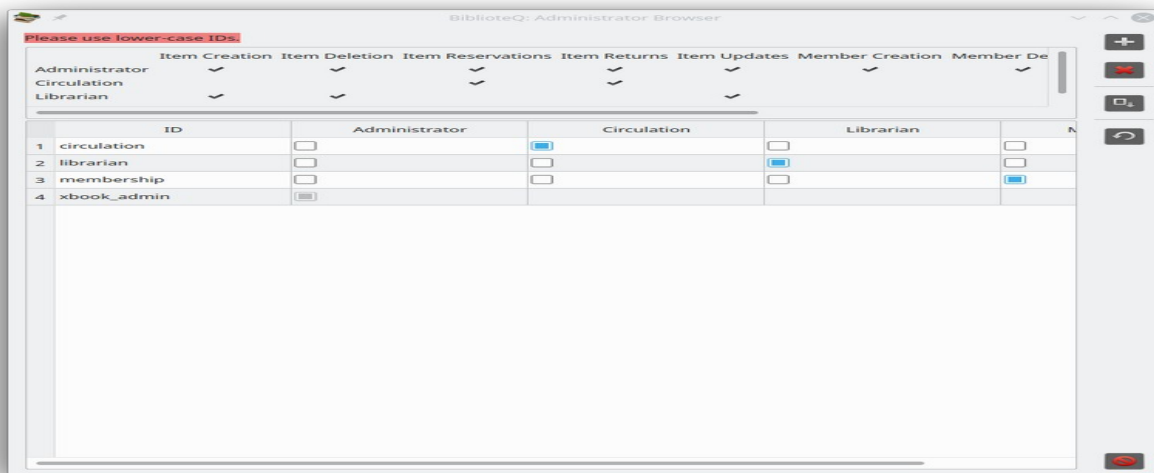 BiblioteQ: Administrator Browser
Please use lower-case IDs.
Item Creation Item Deletion Item Reservations Item Returns Item Updates Member Creation Member De
Administrator
Circulation
Librarian
ID Administrator Circulation Librarian M
1 circulation
2 librarian
3 membership
4 xbook_admin